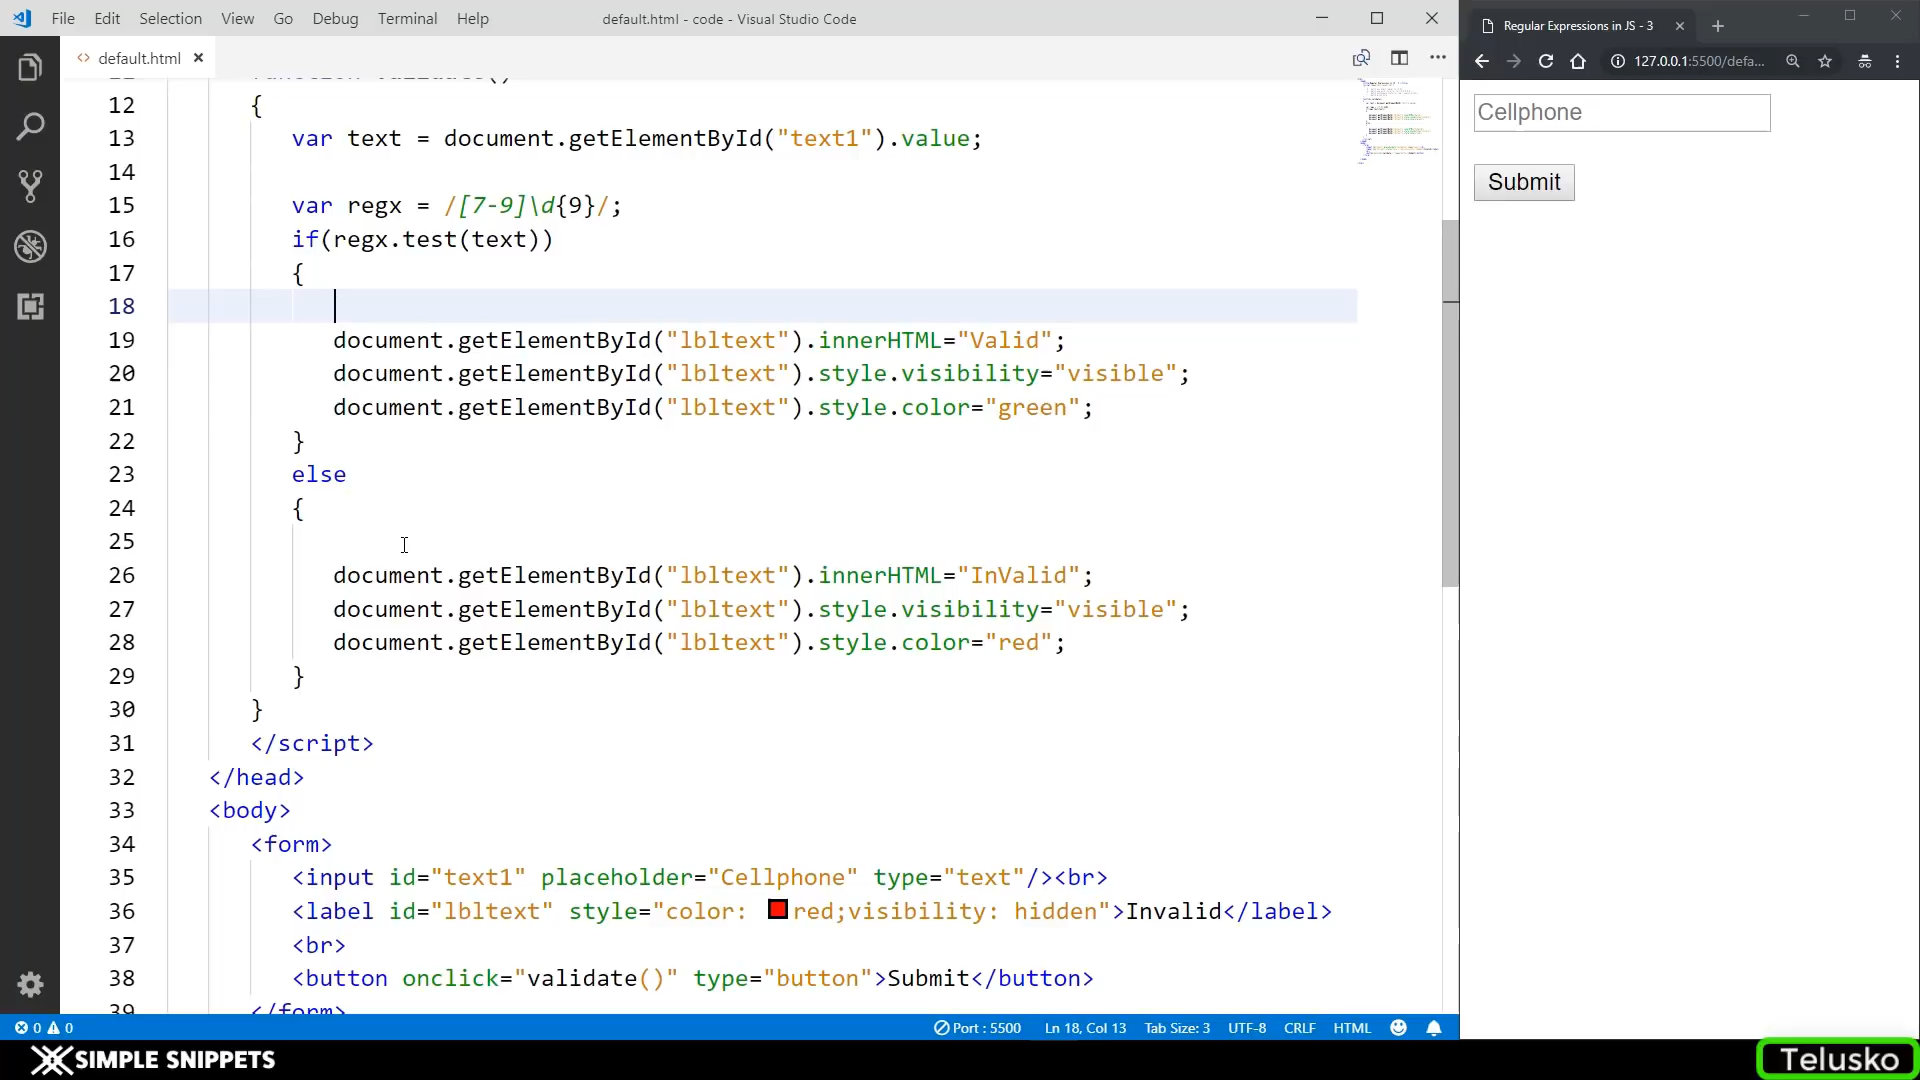 File Edit Selection View Go Debug Terminal Help default.html - code - Visual Studio Code
default.html
12 {
13 var text = document.getElementById("text1").value;
14
15 var regx = /[7-9]\d{9}/;
16 if(regx.test(text))
17 {
18
19 document.getElementById("lbltext").innerHTML="Valid";
20 document.getElementById("lbltext").style.visibility="visible";
21 document.getElementById("lbltext").style.color="green";
22 }
23 else
24 {
25
26 document.getElementById("lbltext").innerHTML="InValid";
27 document.getElementById("lbltext").style.visibility="visible";
28 document.getElementById("lbltext").style.color="red";
29 }
30 }
31 </script>
32 </head>
33 <body>
34 <form>
35 <input id="text1" placeholder="Cellphone" type="text"/><br>
36 <label id="lbltext" style="color: red;visibility: hidden">Invalid</label>
37 <br>
38 <button onclick="validate()" type="button">Submit</button>
39 </form>
0 0 Port : 5500 Ln 18, Col 13 Tab Size: 3 UTF-8 CRLF HTML
SIMPLE SNIPPETS
Regular Expressions in JS - 3
127.0.0.1:5500/defa...
Cellphone
Submit
Telusko